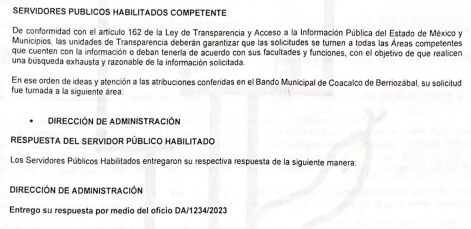 SERVIDORES PUBLICOS HABILITADOS COMPETENTE
De conformidad con el articulo 162 de la Ley de Transparencia y Acceso a la Información Pública del Estado de México y
Municipios, las unidades de Transparencia deberán garantizar que las solicitudes se turnen a todas las Áreas competentes
que cuenten con la información o deban tenerla de acuerdo con sus facultades y funciones, con el objetivo de que realicen
una búsqueda exhausta y razonable de la información solicitada.
En ese orden de ideas y atención a las atribuciones conferidas en el Bando Municipal de Coacalco de Berriozábal, su solicitud
fue turnada a la siguiente área:
• DIRECCIÓN DE ADMINISTRACIÓN
RESPUESTA DEL SERVIDOR PÚBLICO HABILITADO
Los Servidores Públicos Habilitados entregaron su respectiva respuesta de la siguiente manera:
DIRECCIÓN DE ADMINISTRACIÓN
Entrego su respuesta por medio del oficio DA/1234/2023